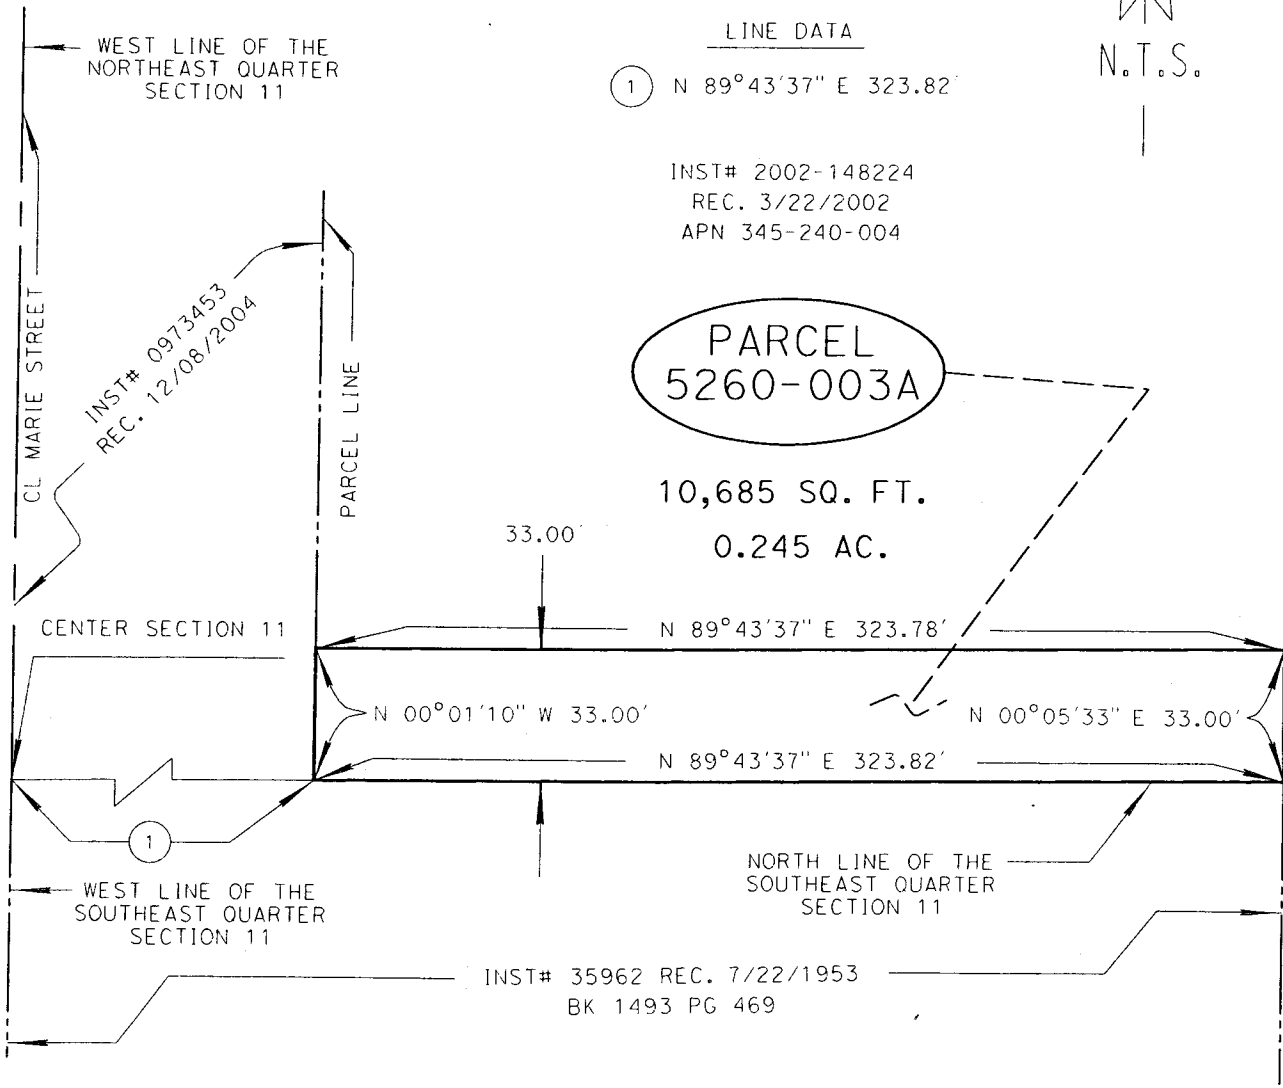 WEST LINE OF THE
NORTHEAST QUARTER
SECTION 11
LINE DATA
1 N 89°43'37" E 323.82'
N.T.S.
INST# 2002-148224
REC. 3/22/2002
APN 345-240-004
CL MARIE STREET
INST# 0973453
REC. 12/08/2004
PARCEL LINE
PARCEL
5260-003A
10,685 SQ. FT.
0.245 AC.
33.00'
CENTER SECTION 11
N 89°43'37" E 323.78'
N 00°01'10" W 33.00'
N 00°05'33" E 33.00'
N 89°43'37" E 323.82'
1
WEST LINE OF THE
SOUTHEAST QUARTER
SECTION 11
NORTH LINE OF THE
SOUTHEAST QUARTER
SECTION 11
INST# 35962 REC. 7/22/1953
BK 1493 PG 469